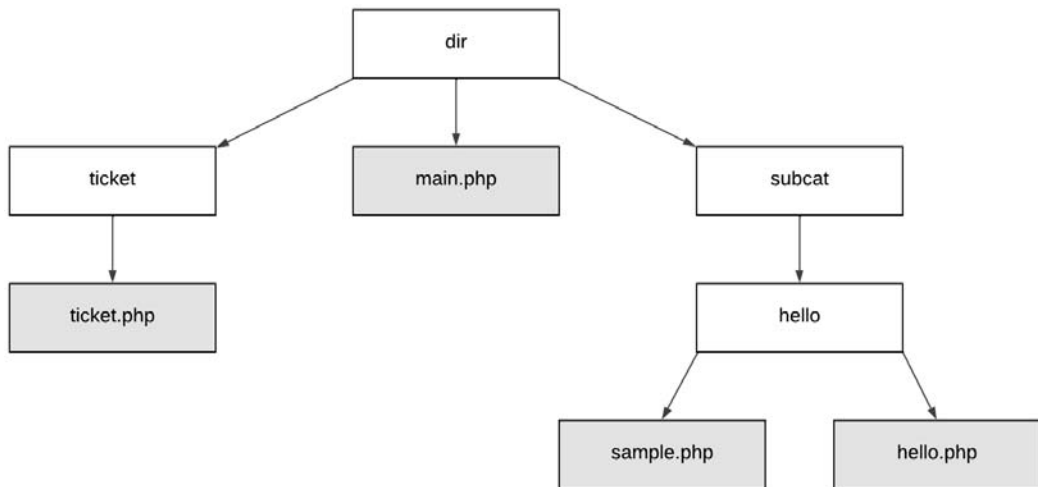 dir
ticket
main.php
subcat
ticket.php
hello
sample.php
hello.php